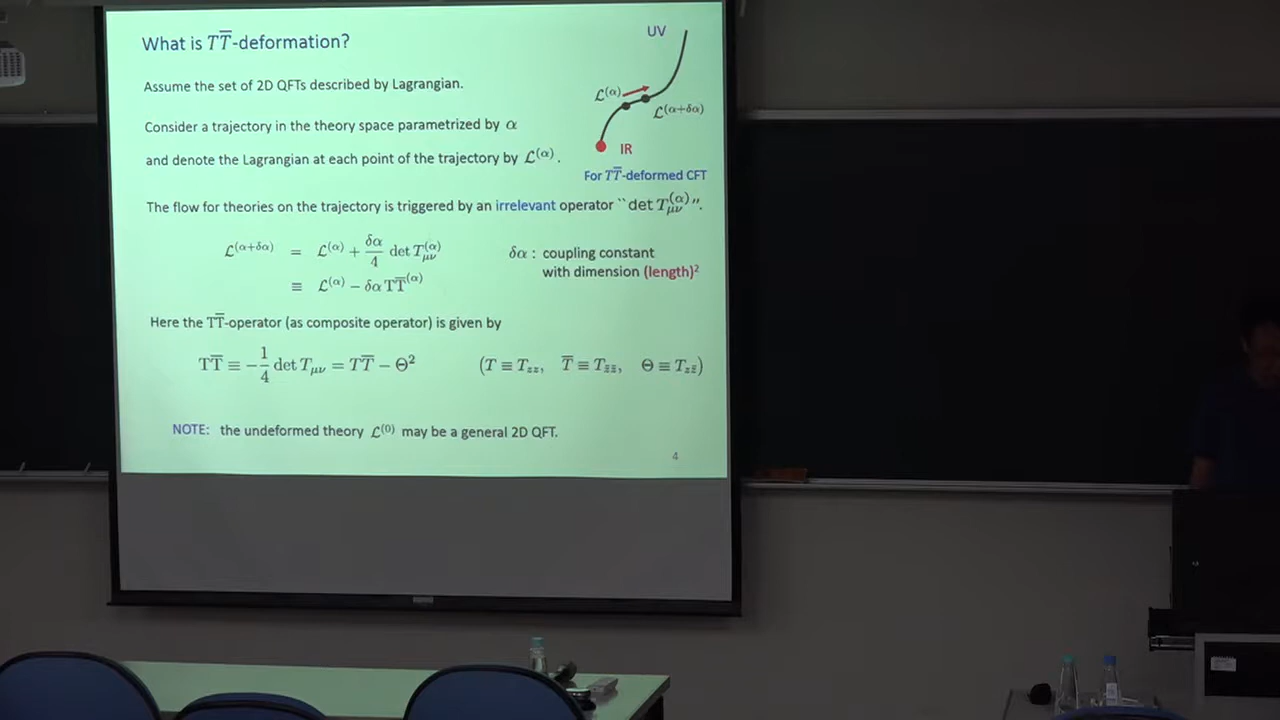 What is TT̅-deformation?
UV
Assume the set of 2D QFTs described by Lagrangian.
ℒ^(α)
ℒ^(α+δα)
Consider a trajectory in the theory space parametrized by α
and denote the Lagrangian at each point of the trajectory by ℒ^(α).
IR
For TT̅-deformed CFT
The flow for theories on the trajectory is triggered by an irrelevant operator ``det T_μν^(α)".
ℒ^(α+δα) = ℒ^(α) + δα/4 det T_μν^(α)
≡ ℒ^(α) − δα TT̅^(α)
δα : coupling constant
with dimension (length)²
Here the TT̅-operator (as composite operator) is given by
TT̅ ≡ −1/4 det T_μν = TT̅ − Θ² (T ≡ T_zz, T̅ ≡ T_z̅z̅, Θ ≡ T_zz̅)
NOTE: the undeformed theory ℒ^(0) may be a general 2D QFT.
4